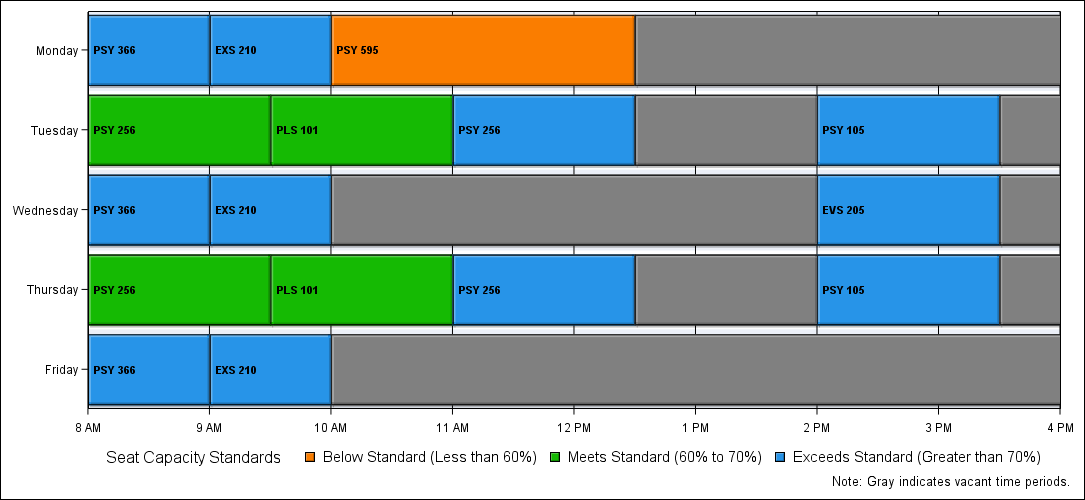 Monday PSY 366 EXS 210 PSY 595
Tuesday PSY 256 PLS 101 PSY 256 PSY 105
Wednesday PSY 366 EXS 210 EVS 205
Thursday PSY 256 PLS 101 PSY 256 PSY 105
Friday PSY 366 EXS 210
8 AM 9 AM 10 AM 11 AM 12 PM 1 PM 2 PM 3 PM 4 PM
Seat Capacity Standards Below Standard (Less than 60%) Meets Standard (60% to 70%) Exceeds Standard (Greater than 70%)
Note: Gray indicates vacant time periods.